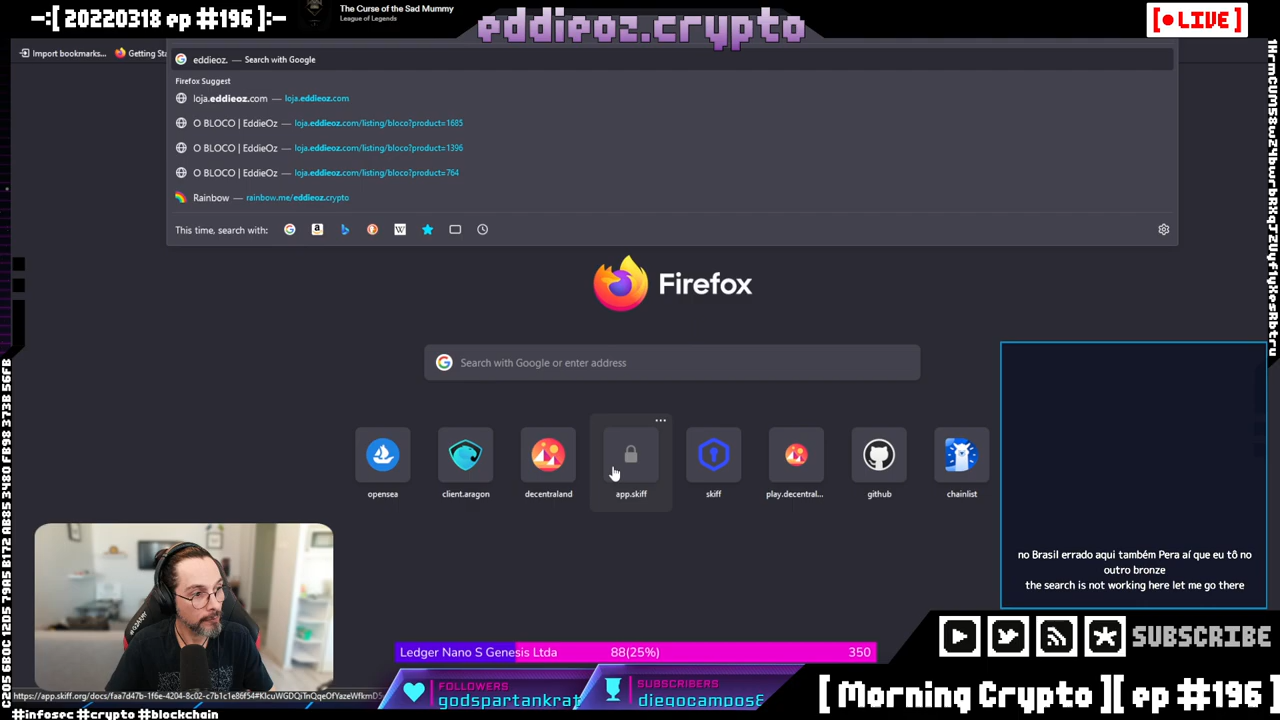 -:[ 20220318 ep #196 ]:-
The Curse of the Sad Mummy
League of Legends
eddieoz.crypto
[●LIVE]
Import bookmarks...
Getting Sta
eddieoz. — Search with Google
Firefox Suggest
loja.eddieoz.com — loja.eddieoz.com
O BLOCO | EddieOz — loja.eddieoz.com/listing/bloco?product=1685
O BLOCO | EddieOz — loja.eddieoz.com/listing/bloco?product=1396
O BLOCO | EddieOz — loja.eddieoz.com/listing/bloco?product=764
Rainbow — rainbow.me/eddieoz.crypto
This time, search with:
Firefox
Search with Google or enter address
opensea
client.aragon
decentraland
app.skiff
skiff
play.decentral...
github
chainlist
no Brasil errado aqui também Pera aí que eu tô no
outro bronze
the search is not working here let me go there
SUBSCRIBE
Ledger Nano S Genesis Ltda 88(25%) 350
FOLLOWERS
godspartankrat
SUBSCRIBERS
diegocampos8
[ Morning Crypto ][ ep #196 ]
#infosec #crypto #blockchain